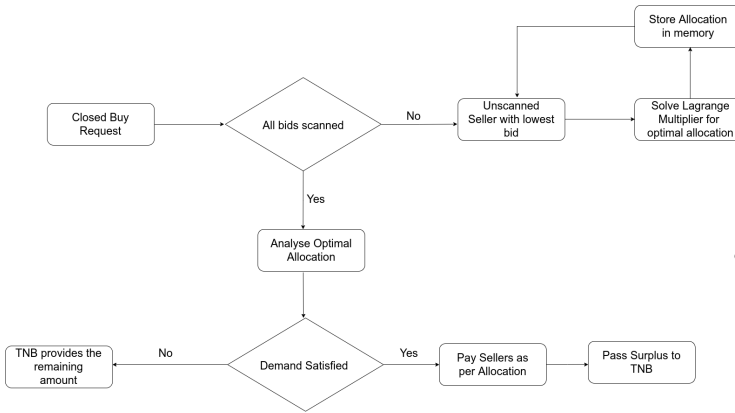 Store Allocation
in memory
Closed Buy
Request
All bids scanned
No
Unscanned
Seller with lowest
bid
Solve Lagrange
Multiplier for
optimal allocation
Yes
Analyse Optimal
Allocation
TNB provides the
remaining
amount
No
Demand Satisfied
Yes
Pay Sellers as
per Allocation
Pass Surplus to
TNB